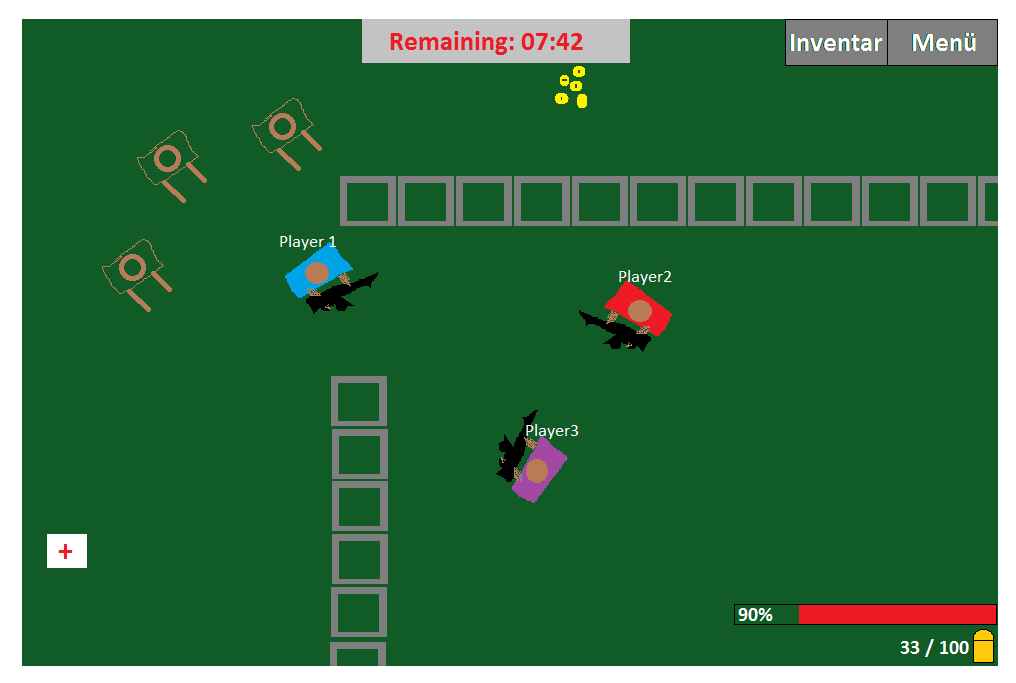 Remaining: 07:42
Inventar
Menü
Player 1
Player2
Player3
+
90%
33 / 100